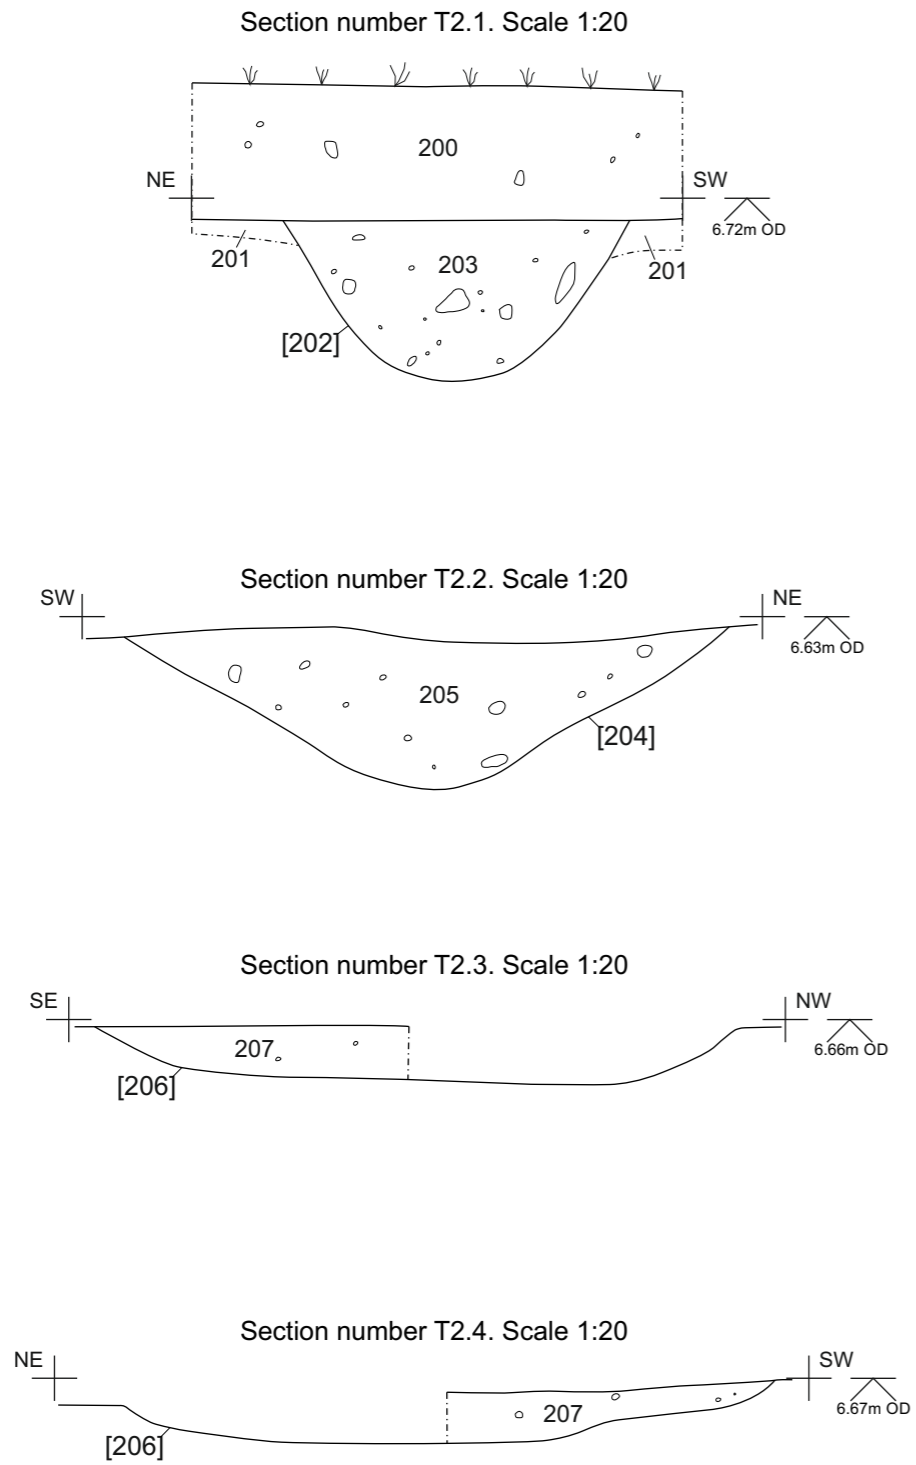 Section number T2.1. Scale 1:20
200
NE
SW
6.72m OD
201
203
201
[202]
Section number T2.2. Scale 1:20
SW
NE
6.63m OD
205
[204]
Section number T2.3. Scale 1:20
SE
NW
207
6.66m OD
[206]
Section number T2.4. Scale 1:20
NE
SW
6.67m OD
207
[206]